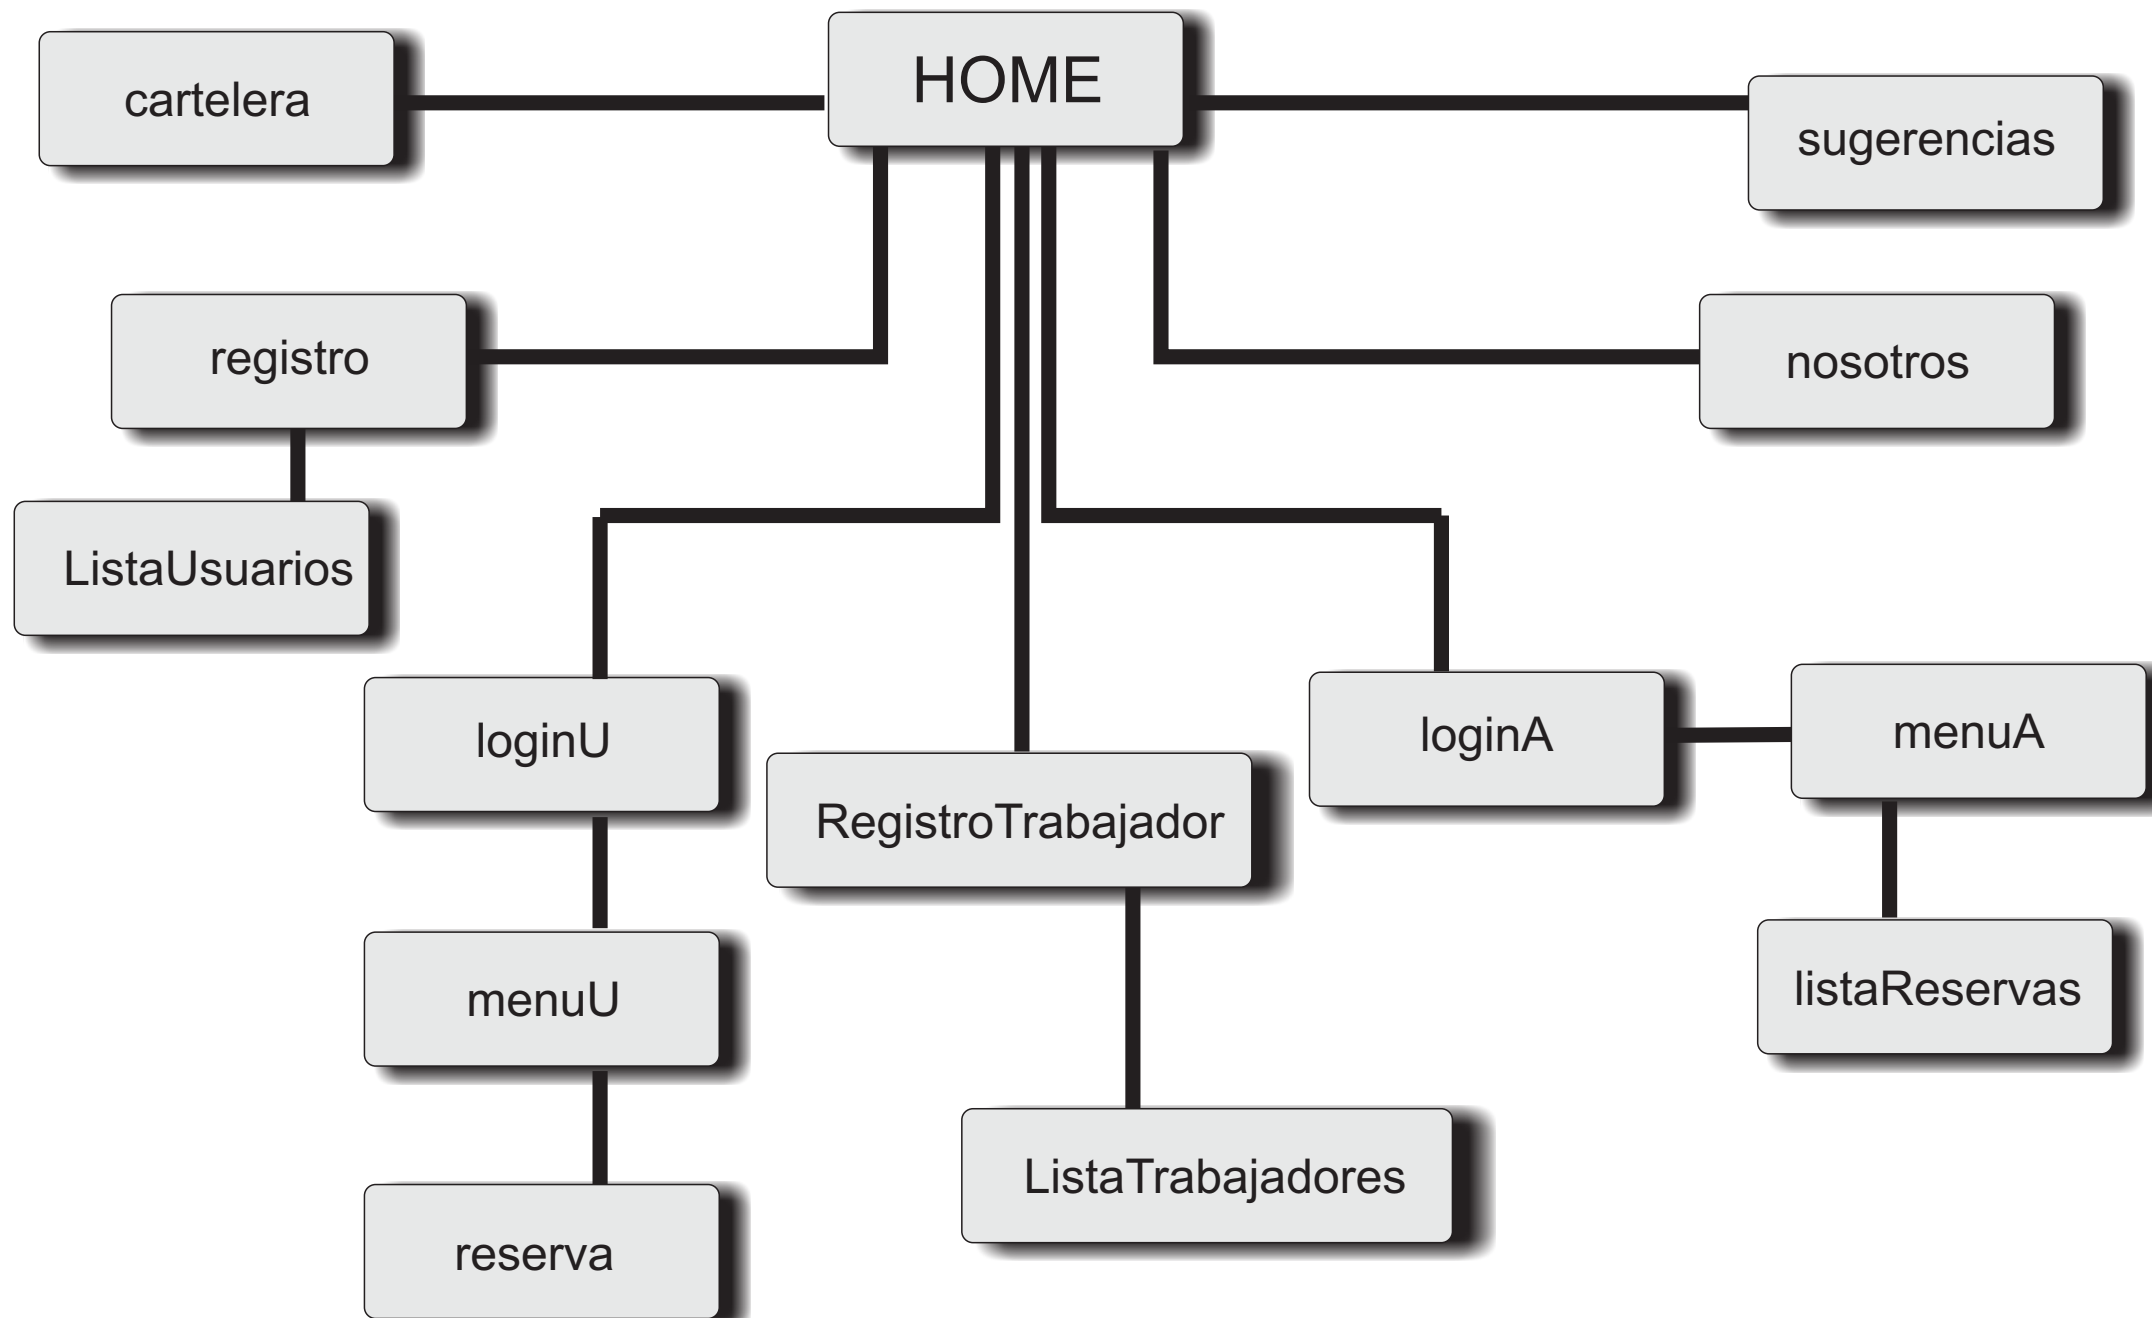 HOME
cartelera
sugerencias
registro
nosotros
ListaUsuarios
loginU
RegistroTrabajador
loginA
menuA
menuU
listaReservas
ListaTrabajadores
reserva